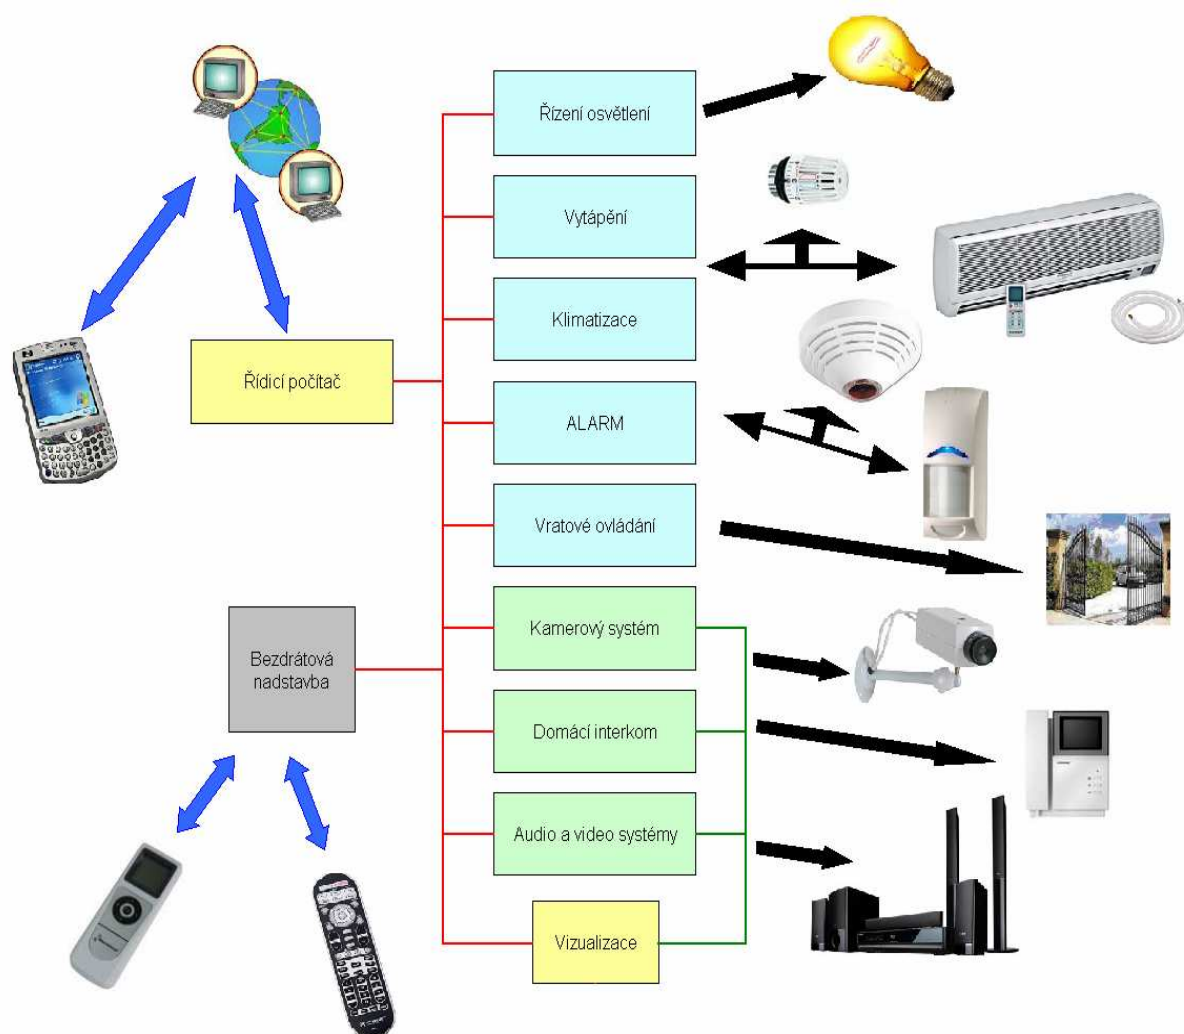 Řízení osvětlení
Vytápění
Klimatizace
Řídicí počítač
ALARM
Vratové ovládání
Kamerový systém
Bezdrátová
nadstavba
Domácí interkom
Audio a video systémy
Vizualizace